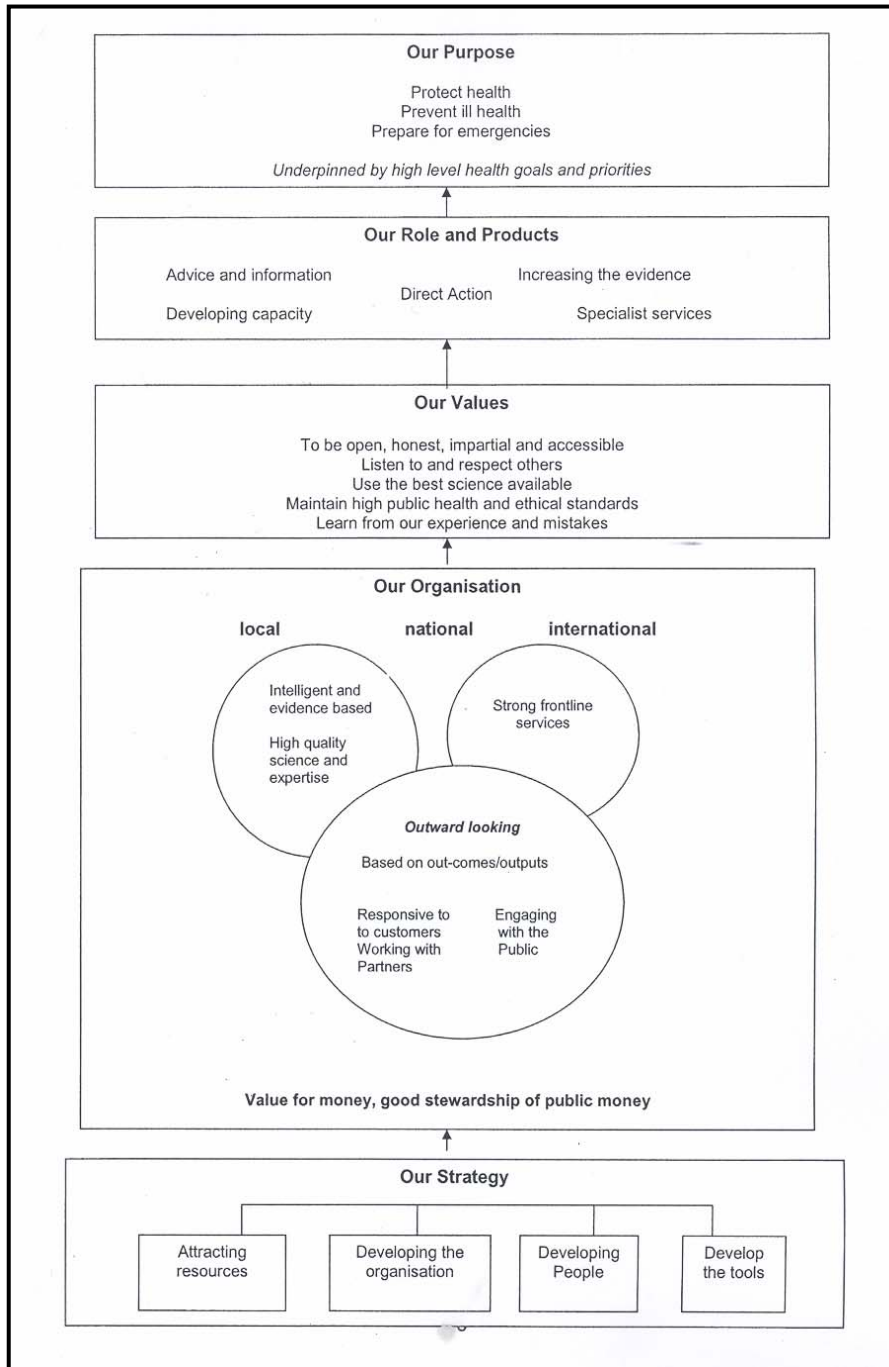 Our Purpose
Protect health
Prevent ill health
Prepare for emergencies
Underpinned by high level health goals and priorities
Our Role and Products
Advice and information
Increasing the evidence
Direct Action
Developing capacity
Specialist services
Our Values
To be open, honest, impartial and accessible
Listen to and respect others
Use the best science available
Maintain high public health and ethical standards
Learn from our experience and mistakes
Our Organisation
local national international
Intelligent and
evidence based
High quality
science and
expertise
Strong frontline
services
Outward looking
Based on out-comes/outputs
Responsive to
to customers
Working with
Partners
Engaging
with the
Public
Value for money, good stewardship of public money
Our Strategy
Attracting
resources
Developing the
organisation
Developing
People
Develop
the tools